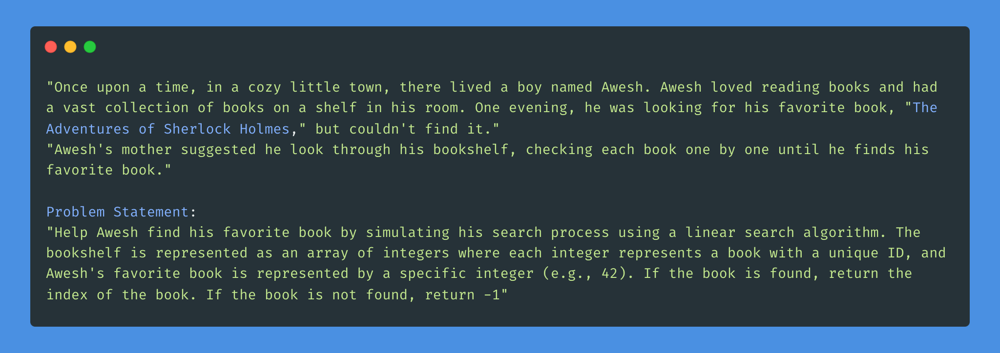 "Once upon a time, in a cozy little town, there lived a boy named Awesh. Awesh loved reading books and had
a vast collection of books on a shelf in his room. One evening, he was looking for his favorite book, "The
Adventures of Sherlock Holmes," but couldn't find it."
"Awesh's mother suggested he look through his bookshelf, checking each book one by one until he finds his
favorite book."
Problem Statement:
"Help Awesh find his favorite book by simulating his search process using a linear search algorithm. The
bookshelf is represented as an array of integers where each integer represents a book with a unique ID, and
Awesh's favorite book is represented by a specific integer (e.g., 42). If the book is found, return the
index of the book. If the book is not found, return -1"